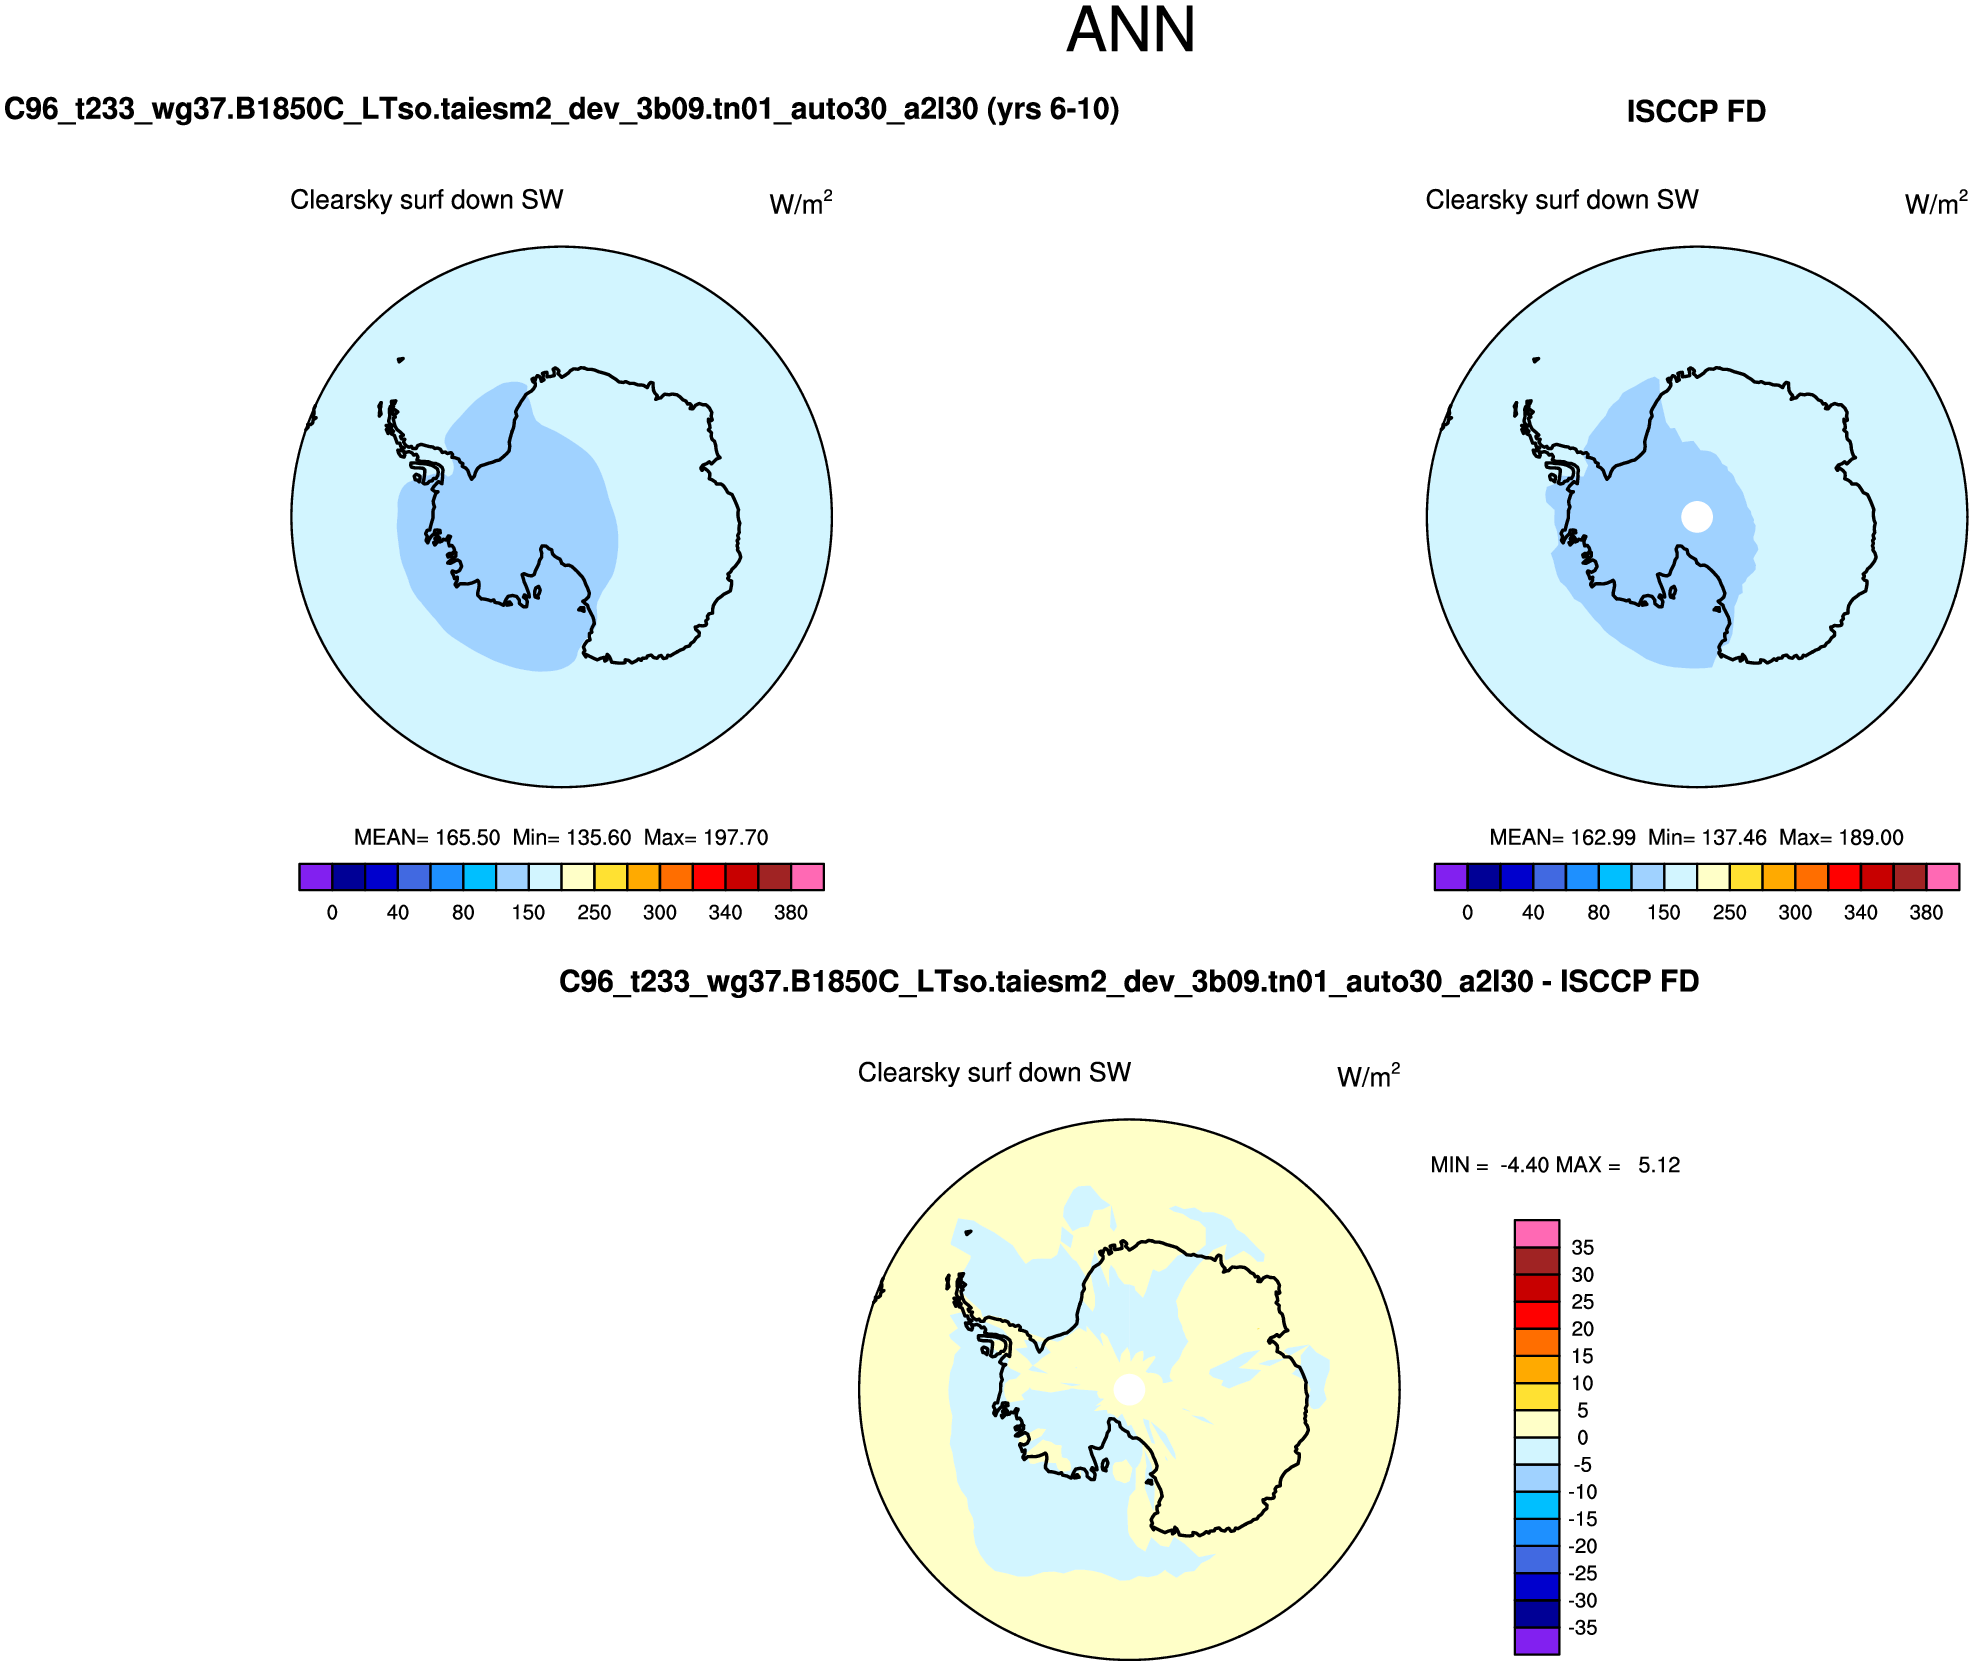 ANN
C96_t233_wg37.B1850C_LTso.taiesm2_dev_3b09.tn01_auto30_a2l30 (yrs 6-10)
ISCCP FD
Clearsky surf down SW W/m²
Clearsky surf down SW W/m²
MEAN= 165.50 Min= 135.60 Max= 197.70
0 40 80 150 250 300 340 380
MEAN= 162.99 Min= 137.46 Max= 189.00
0 40 80 150 250 300 340 380
C96_t233_wg37.B1850C_LTso.taiesm2_dev_3b09.tn01_auto30_a2l30 - ISCCP FD
Clearsky surf down SW W/m²
MIN = -4.40 MAX = 5.12
35
30
25
20
15
10
5
0
-5
-10
-15
-20
-25
-30
-35